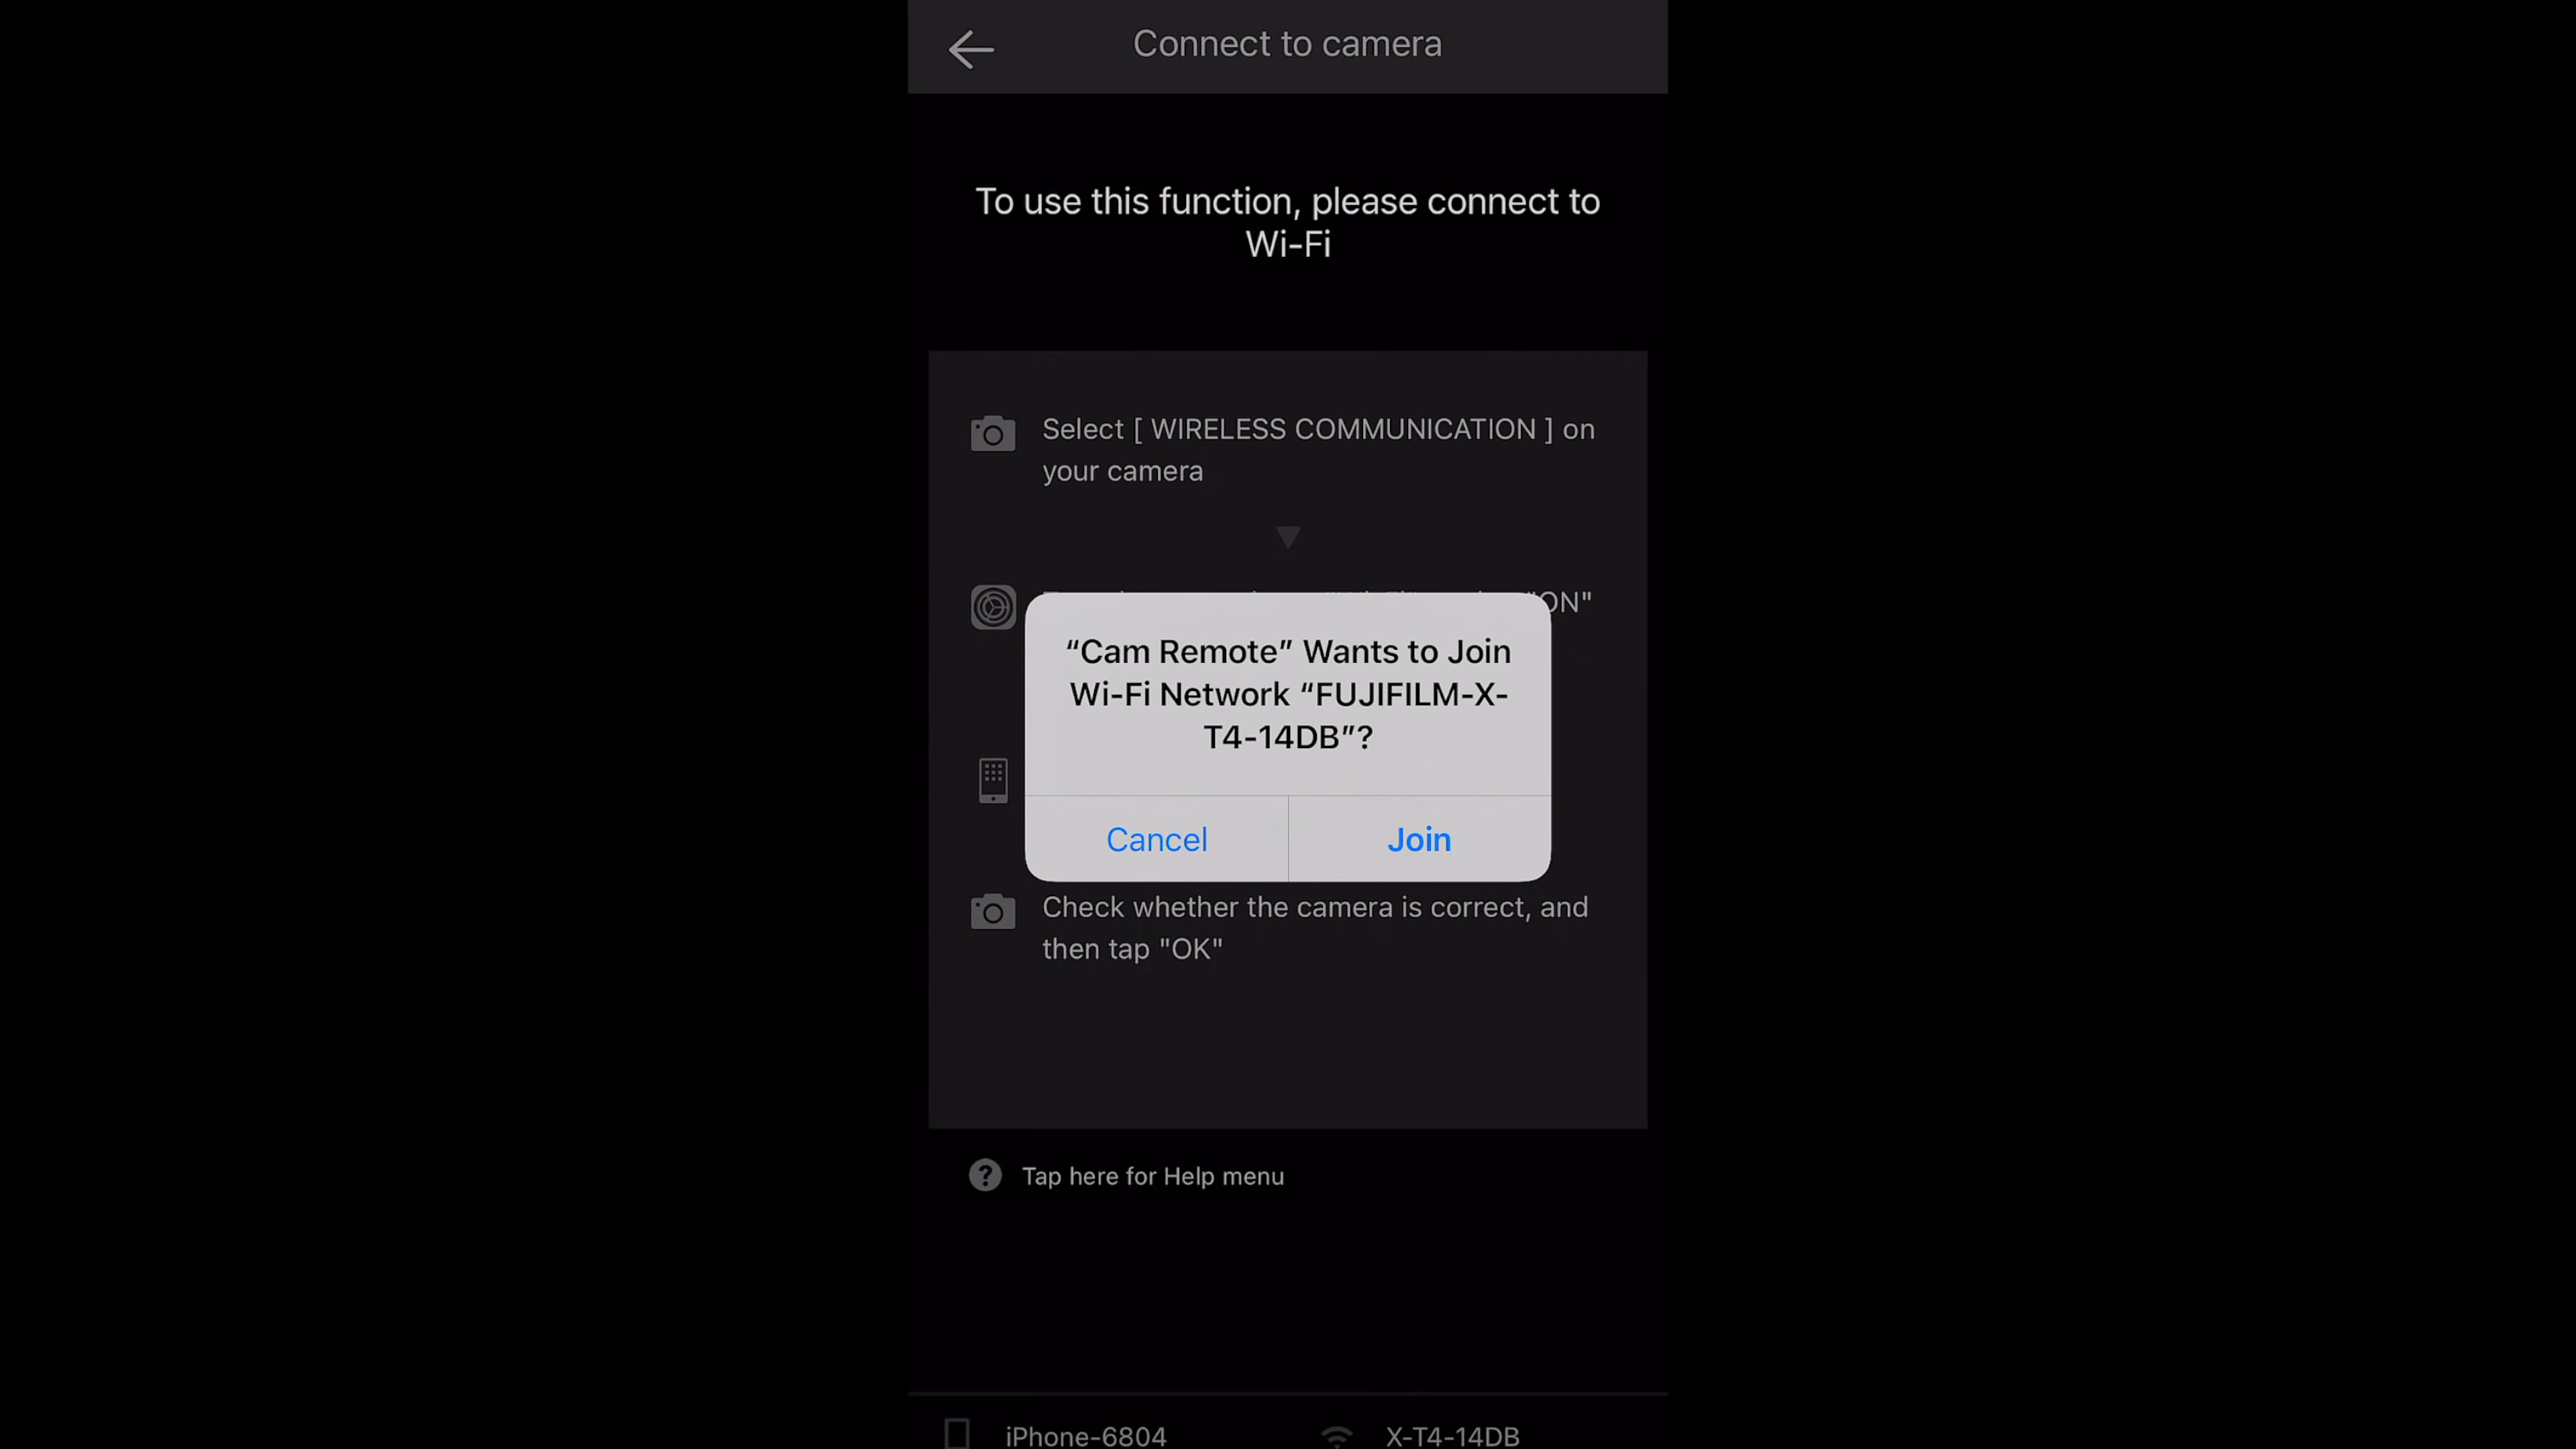 Connect to camera
To use this function, please connect to
Wi-Fi
Select [ WIRELESS COMMUNICATION ] on
your camera
"ON"
“Cam Remote” Wants to Join
Wi-Fi Network “FUJIFILM-X-
T4-14DB”?
Cancel
Join
Check whether the camera is correct, and
then tap "OK"
Tap here for Help menu
iPhone-6804
X-T4-14DB